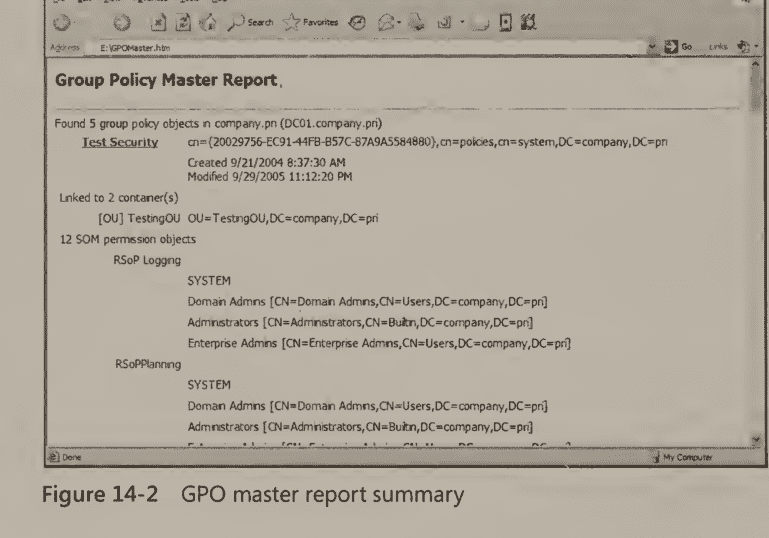 Search Favorites
Address E:\GPOMaster.htm Go Links
Group Policy Master Report.
Found 5 group policy objects in company.pri (DC01.company.pri)
Test Security cn={20029756-EC91-44FB-B57C-87A9A5584880},cn=policies,cn=system,DC=company,DC=pri
Created 9/21/2004 8:37:30 AM
Modified 9/29/2005 11:12:20 PM
Linked to 2 container(s)
[OU] TestingOU OU=TestingOU,DC=company,DC=pri
12 SOM permission objects
RSoP Logging
SYSTEM
Domain Admins [CN=Domain Admins,CN=Users,DC=company,DC=pri]
Administrators [CN=Administrators,CN=Builtin,DC=company,DC=pri]
Enterprise Admins [CN=Enterprise Admins,CN=Users,DC=company,DC=pri]
RSoPPlanning
SYSTEM
Domain Admins [CN=Domain Admins,CN=Users,DC=company,DC=pri]
Administrators [CN=Administrators,CN=Builtin,DC=company,DC=pri]
Done My Computer
Figure 14-2 GPO master report summary